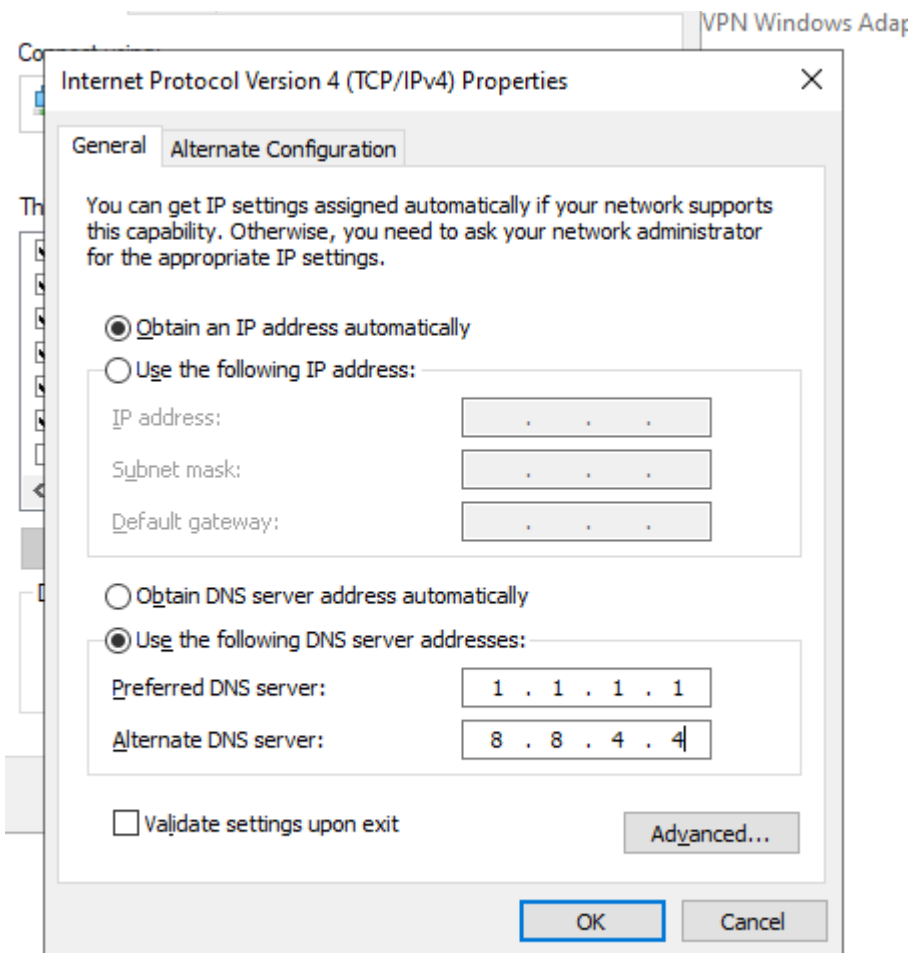 VPN Windows Adap
Internet Protocol Version 4 (TCP/IPv4) Properties
General
Alternate Configuration
Th
You can get IP settings assigned automatically if your network supports
this capability. Otherwise, you need to ask your network administrator
for the appropriate IP settings.
Obtain an IP address automatically
Use the following IP address:
IP address:
. . .
Subnet mask:
. . .
Default gateway:
. . .
Obtain DNS server address automatically
Use the following DNS server addresses:
Preferred DNS server:
1 . 1 . 1 . 1
Alternate DNS server:
8 . 8 . 4 . 4
Validate settings upon exit
Advanced...
OK
Cancel